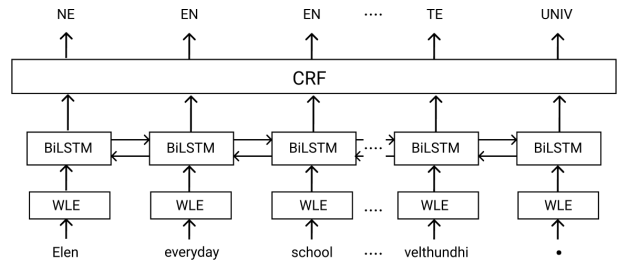 NE EN EN .... TE UNIV
CRF
BiLSTM BiLSTM BiLSTM .... BiLSTM BiLSTM
WLE WLE WLE .... WLE WLE
Elen everyday school .... velthundhi •